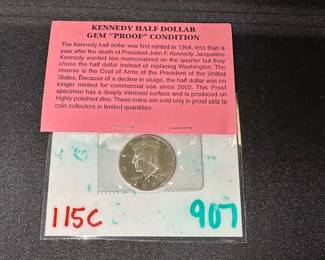 KENNEDY HALF DOLLAR
GEM "PROOF" CONDITION
The Kennedy half dollar was first minted in 1964, less than a
year after the death of President John F. Kennedy. Jacqueline
Kennedy wanted him memorialized on the quarter but they
chose the half dollar instead of replacing Washington. The
reverse is the Coat of Arms of the President of the United
States. Because of a decline in usage, the half dollar was no
longer minted for commercial use since 2002. This Proof
specimen has a deeply mirrored surface and is produced on
highly polished dies. These coins are sold only in proof sets to
coin collectors in limited quantities.
115C
907